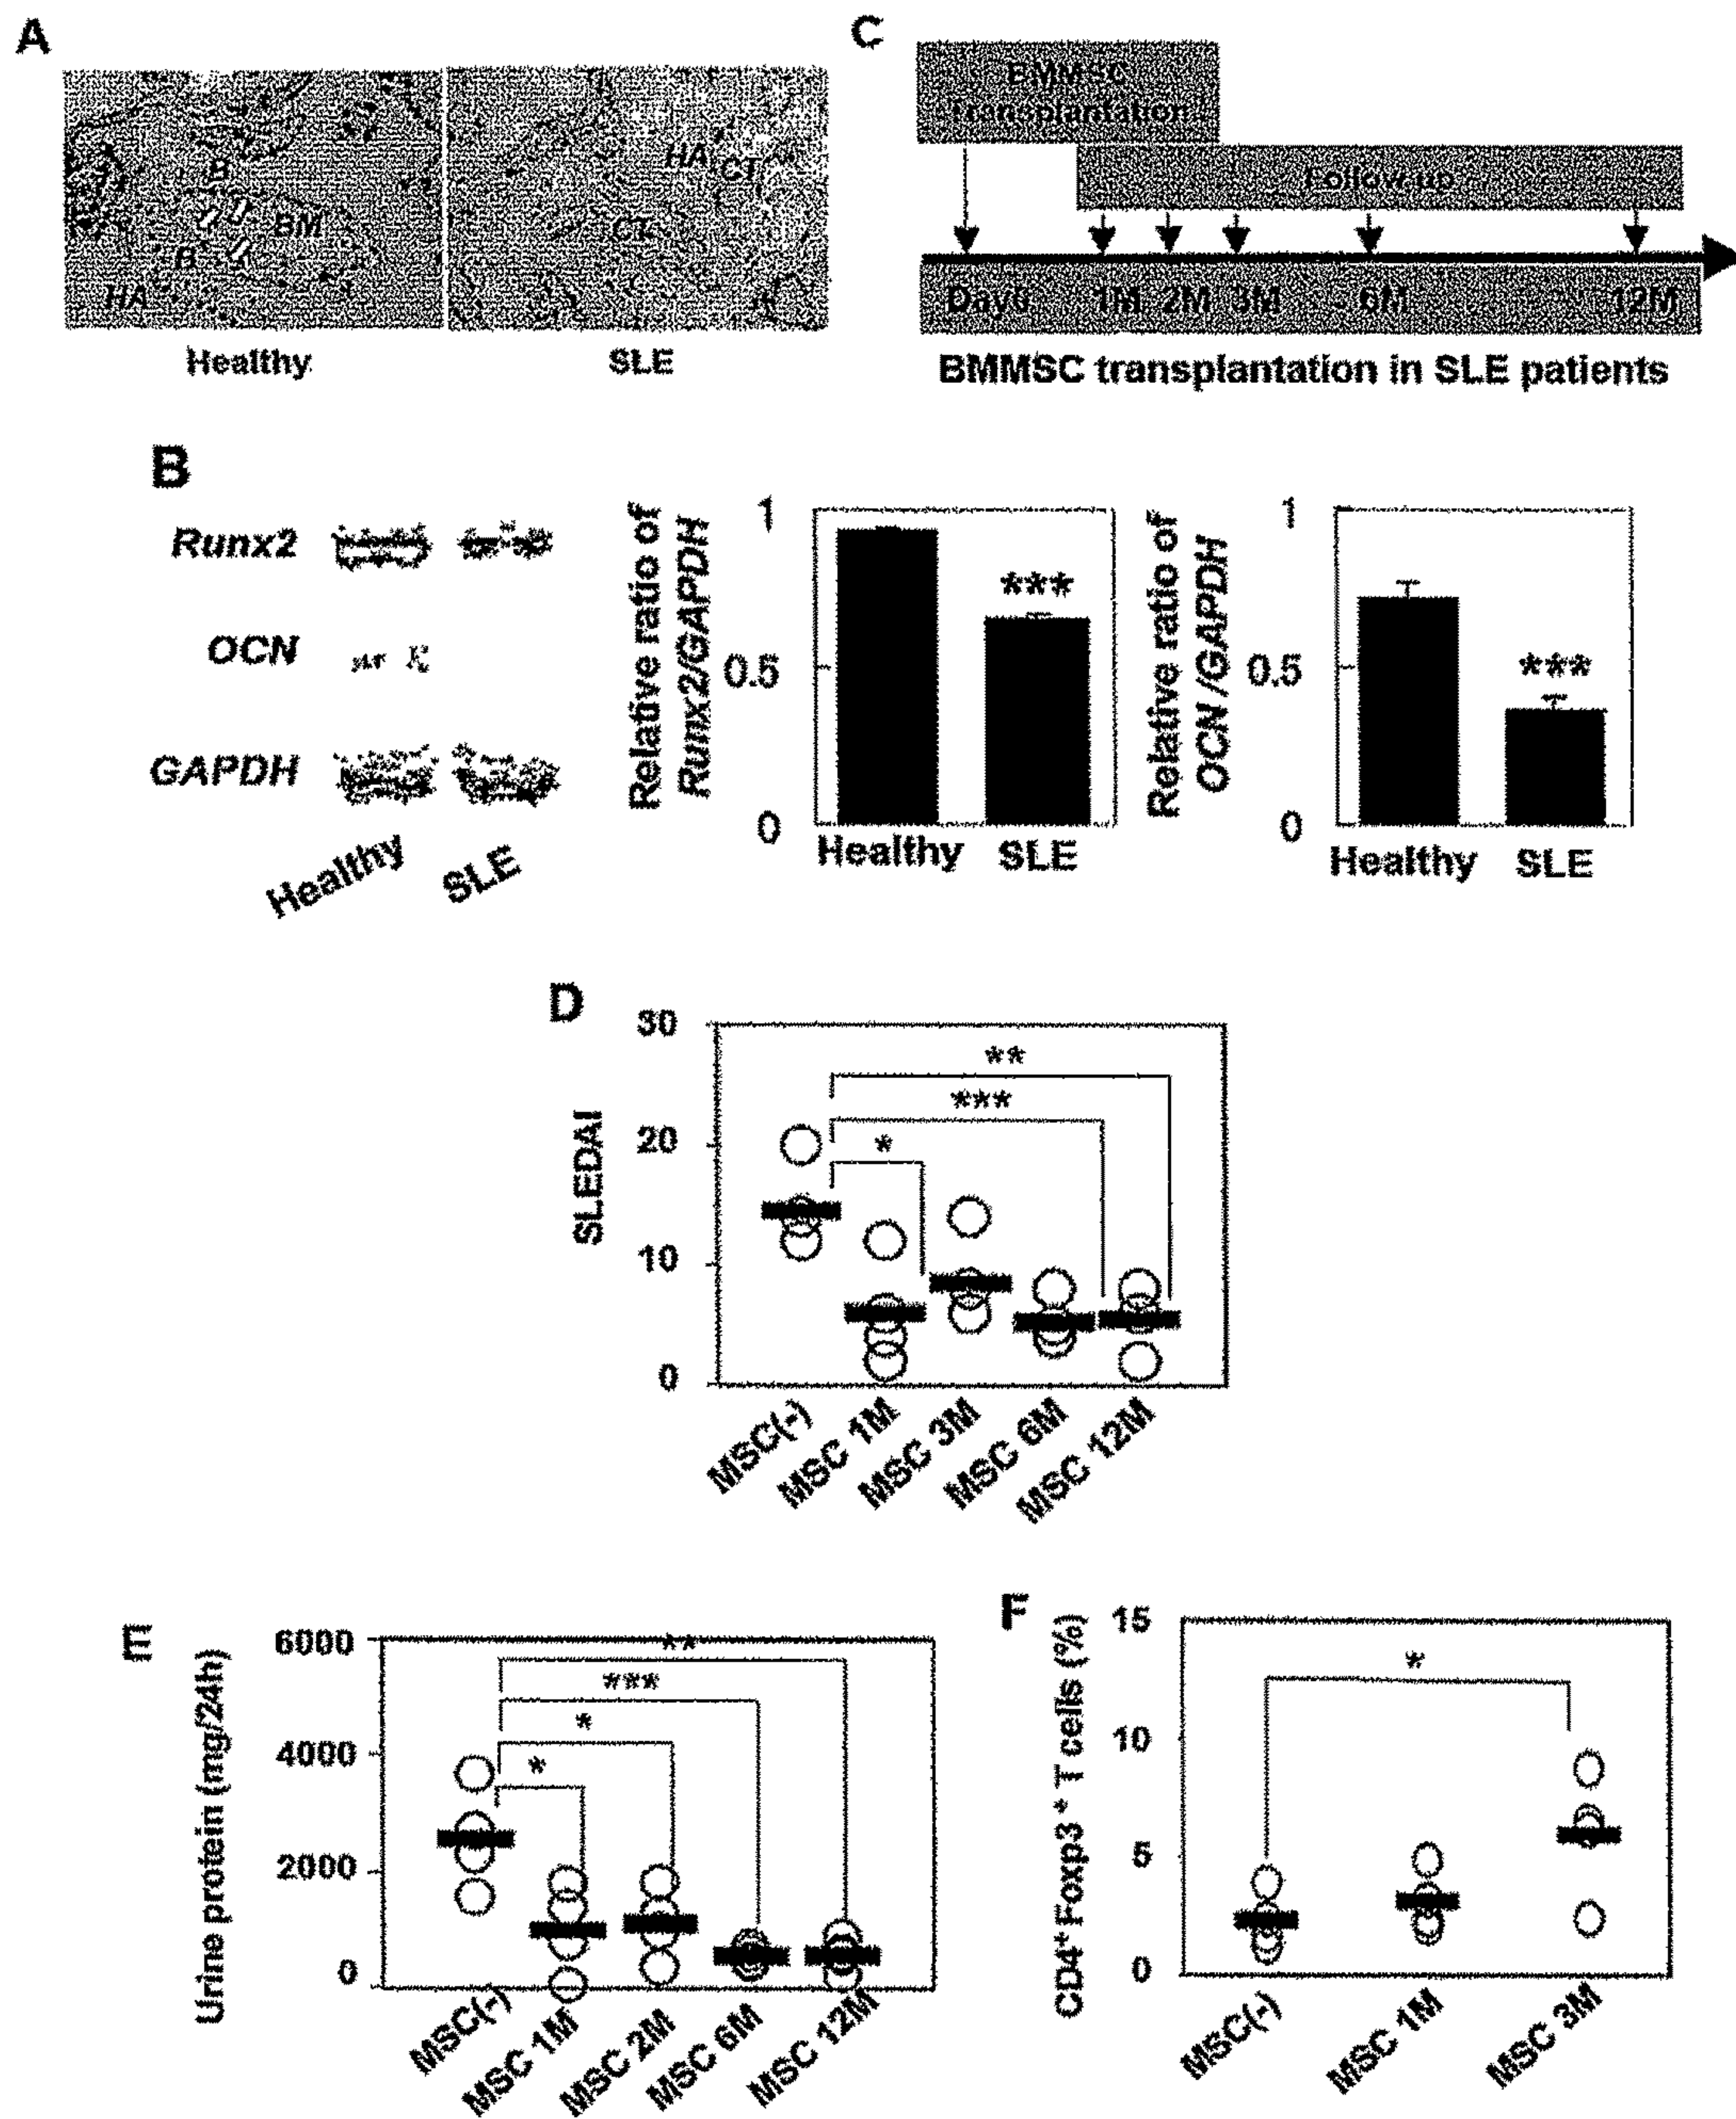 A
B
BM
B
HA
HA
CT
CT
Healthy
SLE
C
BMMSC
Transplantation
Follow up
Day0 1M 2M 3M 6M 12M
BMMSC transplantation in SLE patients
B
Runx2
OCN
GAPDH
Healthy
SLE
Relative ratio of
Runx2/GAPDH
1
0.5
0
***
Healthy SLE
Relative ratio of
OCN /GAPDH
1
0.5
0
***
Healthy SLE
D
SLEDAI
30
20
10
0
**
***
*
MSC(-)
MSC 1M
MSC 3M
MSC 6M
MSC 12M
E
Urine protein (mg/24h)
6000
4000
2000
0
**
***
*
*
MSC(-)
MSC 1M
MSC 2M
MSC 6M
MSC 12M
F
CD4⁺Foxp3⁺ T cells (%)
15
10
5
0
*
MSC(-)
MSC 1M
MSC 3M